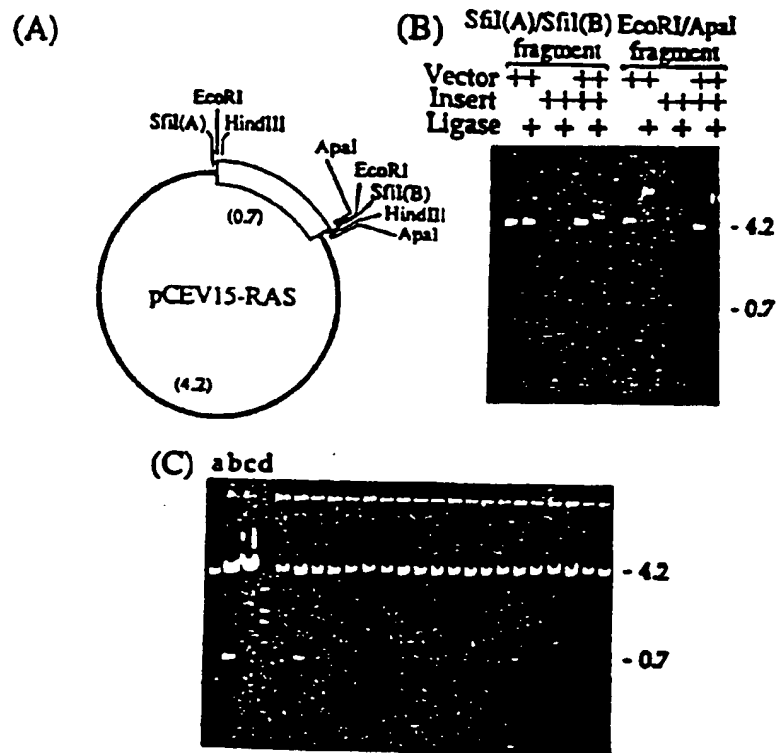 (A)
EcoRI
SfiI(A) HindIII
ApaI
EcoRI
SfiI(B)
HindIII
ApaI
(0.7)
pCEV15-RAS
(4.2)
(B)
SfiI(A)/SfiI(B) EcoRI/ApaI
fragment fragment
Vector ++ ++ ++ ++
Insert ++++ ++++
Ligase + + + + + +
- 4.2
- 0.7
(C) abcd
- 4.2
- 0.7